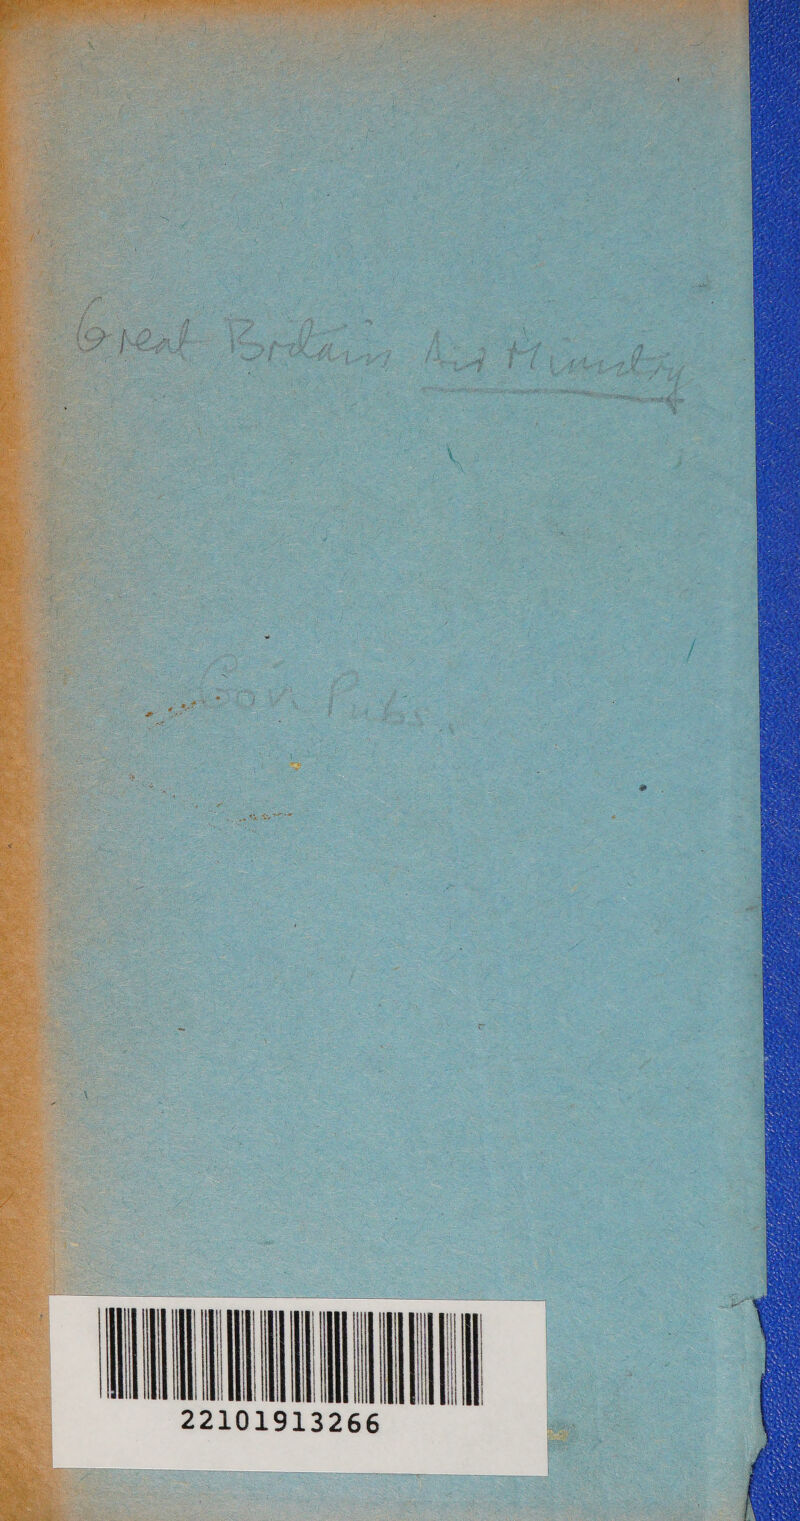 Great Britain Air Ministry
Gov. Pubs.
22101913266